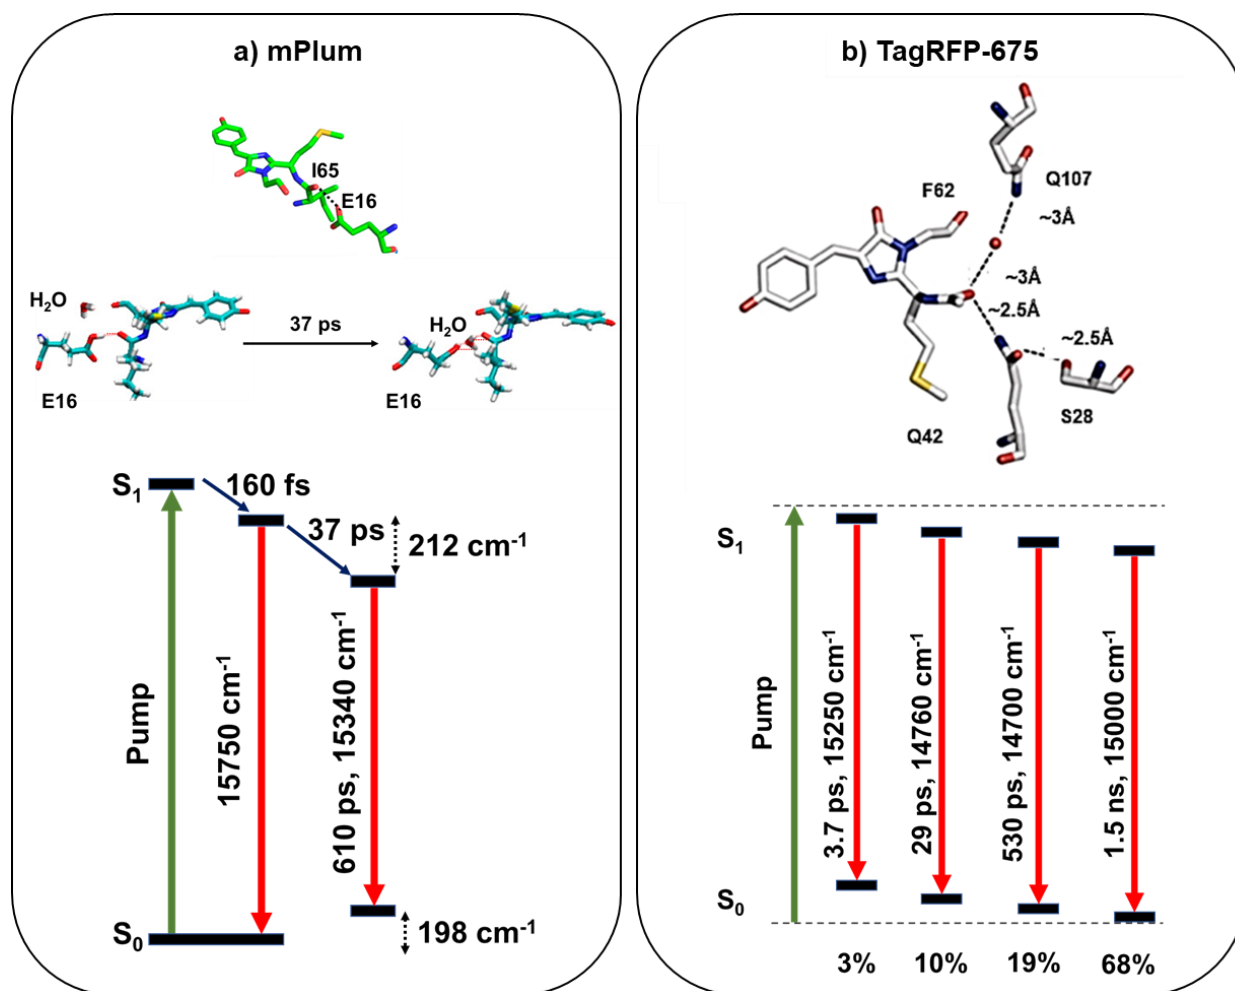 a) mPlum
I65
E16
H₂O
E16
37 ps
H₂O
E16
S₁
160 fs
37 ps
212 cm⁻¹
Pump
15750 cm⁻¹
610 ps, 15340 cm⁻¹
S₀
198 cm⁻¹
b) TagRFP-675
Q107
F62
~3Å
~3Å
~2.5Å
~2.5Å
S28
Q42
S₁
Pump
3.7 ps, 15250 cm⁻¹
29 ps, 14760 cm⁻¹
530 ps, 14700 cm⁻¹
1.5 ns, 15000 cm⁻¹
S₀
3% 10% 19% 68%